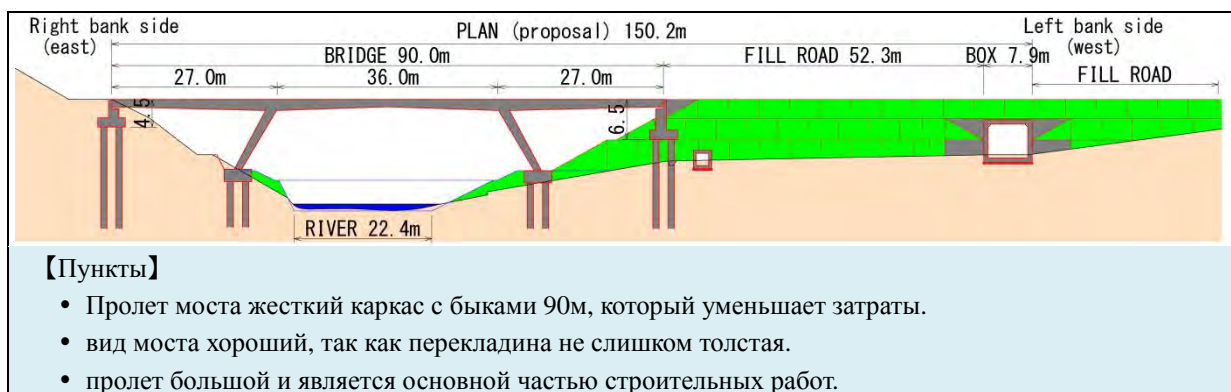 Right bank side
(east)
PLAN (proposal) 150.2m
Left bank side
(west)
BRIDGE 90.0m
FILL ROAD 52.3m
BOX 7.9m
27.0m
36.0m
27.0m
FILL ROAD
4.5
6.5
RIVER 22.4m
【Пункты】
• Пролет моста жесткий каркас с быками 90м, который уменьшает затраты.
• вид моста хороший, так как перекладина не слишком толстая.
• пролет большой и является основной частью строительных работ.